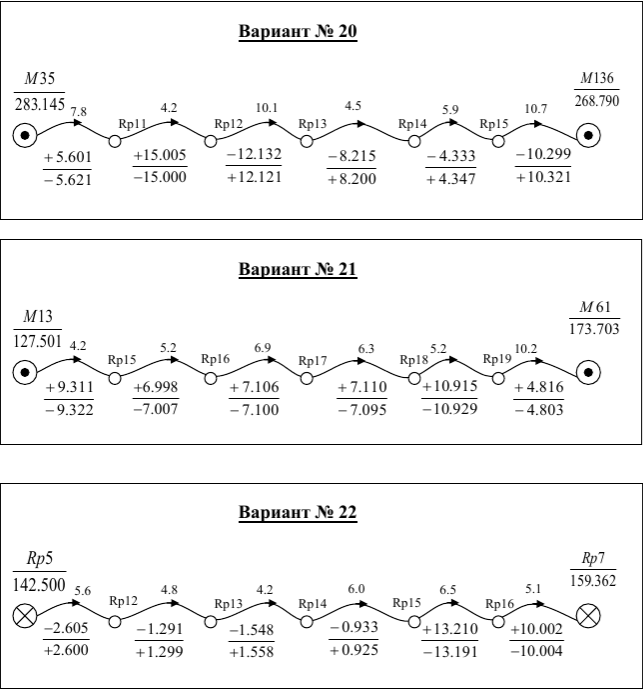 Вариант № 20
M35 M136
283.145 268.790
7.8 4.2 10.1 4.5 5.9 10.7
Rp11 Rp12 Rp13 Rp14 Rp15
+5.601 +15.005 −12.132 −8.215 −4.333 −10.299
−5.621 −15.000 +12.121 +8.200 +4.347 +10.321
Вариант № 21
M13 M61
127.501 173.703
4.2 5.2 6.9 6.3 5.2 10.2
Rp15 Rp16 Rp17 Rp18 Rp19
+9.311 +6.998 +7.106 +7.110 +10.915 +4.816
−9.322 −7.007 −7.100 −7.095 −10.929 −4.803
Вариант № 22
Rp5 Rp7
142.500 159.362
5.6 4.8 4.2 6.0 6.5 5.1
Rp12 Rp13 Rp14 Rp15 Rp16
−2.605 −1.291 −1.548 −0.933 +13.210 +10.002
+2.600 +1.299 +1.558 +0.925 −13.191 −10.004